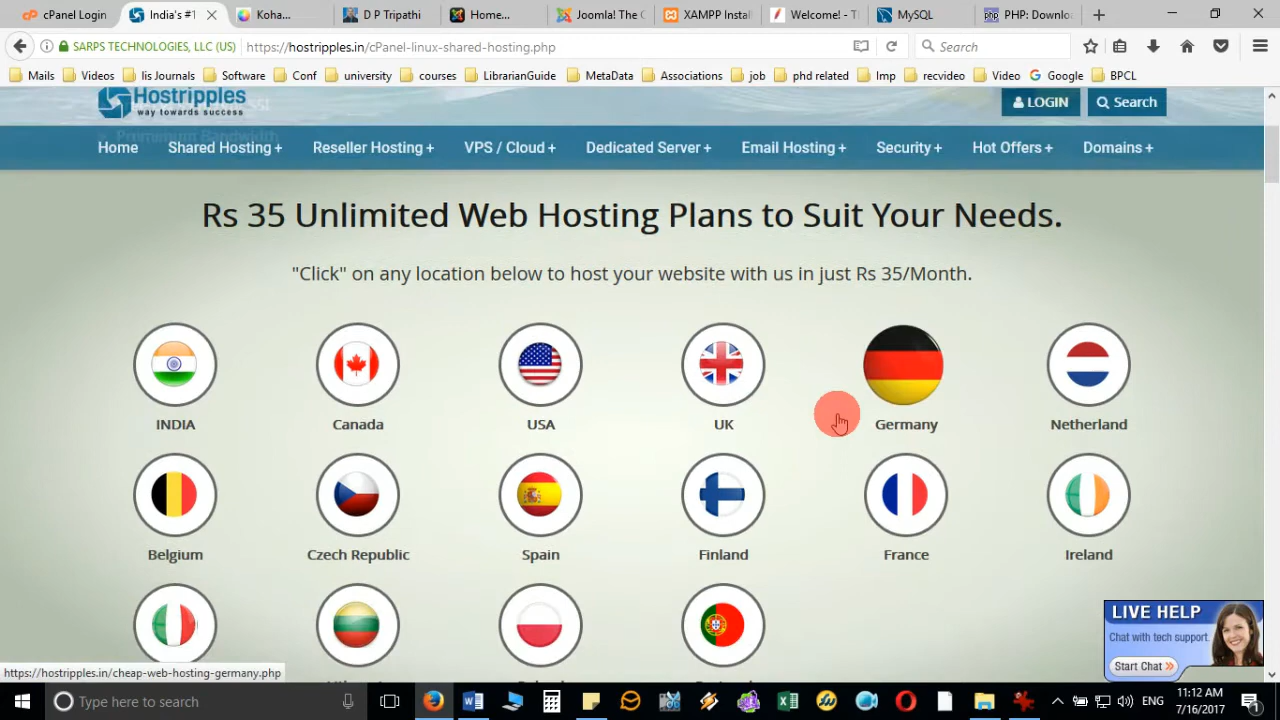 cPanel Login
India's #1
Koha...
D P Tripathi
Home...
Joomla! The C
XAMPP Instal
Welcome! - T
MySQL
PHP: Downlo
SARPS TECHNOLOGIES, LLC (US)
https://hostripples.in/cPanel-linux-shared-hosting.php
Search
Mails
Videos
lis Journals
Software
Conf
university
courses
LibrarianGuide
MetaData
Associations
job
phd related
Imp
recvideo
Video
Google
BPCL
Hostripples
way towards success
LOGIN
Search
Premimum Bandwidth
Home
Shared Hosting +
Reseller Hosting +
VPS / Cloud +
Dedicated Server +
Email Hosting +
Security +
Hot Offers +
Domains +
Rs 35 Unlimited Web Hosting Plans to Suit Your Needs.
"Click" on any location below to host your website with us in just Rs 35/Month.
INDIA
Canada
USA
UK
Germany
Netherland
Belgium
Czech Republic
Spain
Finland
France
Ireland
LIVE HELP
Chat with tech support.
Start Chat »
https://hostripples.in/cheap-web-hosting-germany.php
Type here to search
ENG
11:12 AM
7/16/2017